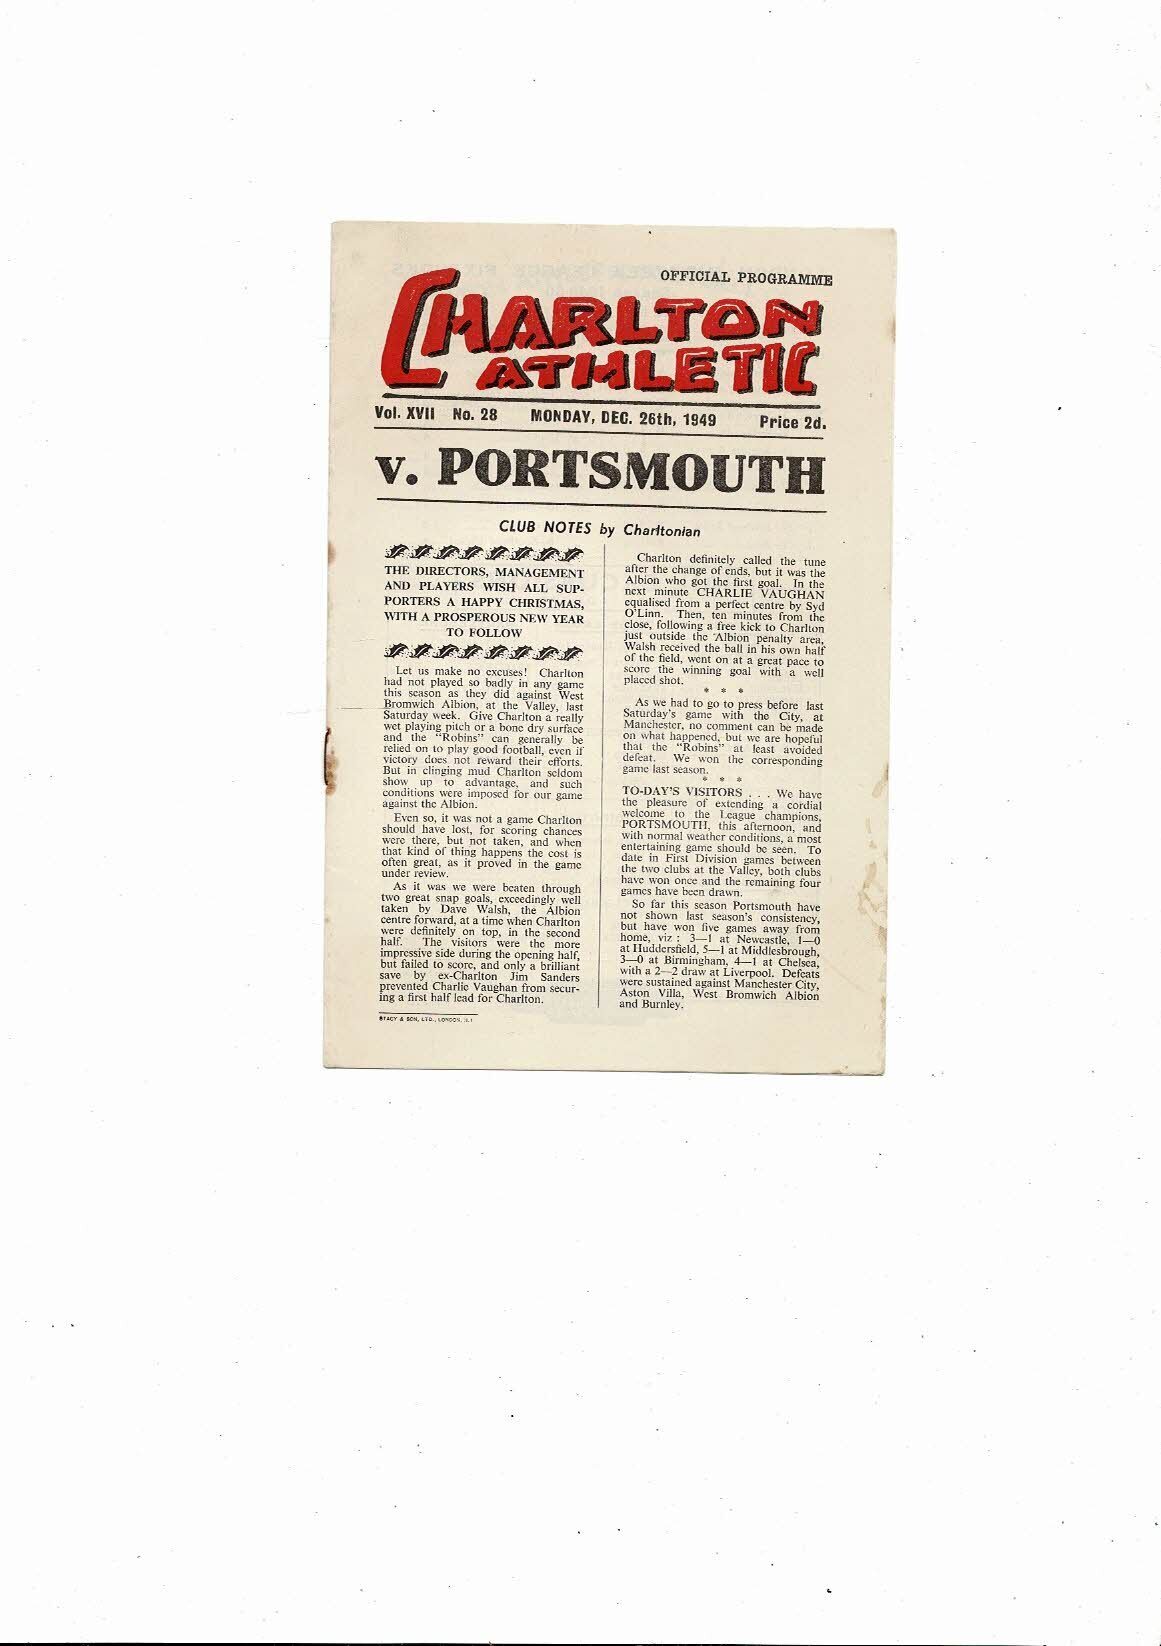 OFFICIAL PROGRAMME
CHARLTON
ATHLETIC
Vol. XVII No. 28 MONDAY, DEC. 26th, 1949 Price 2d.
v. PORTSMOUTH
CLUB NOTES by Charltonian
THE DIRECTORS, MANAGEMENT
AND PLAYERS WISH ALL SUP-
PORTERS A HAPPY CHRISTMAS,
WITH A PROSPEROUS NEW YEAR
TO FOLLOW
Let us make no excuses! Charlton
had not played so badly in any game
this season as they did against West
Bromwich Albion, at the Valley, last
Saturday week. Give Charlton a really
wet playing pitch or a bone dry surface
and the "Robins" can generally be
relied on to play good football, even if
victory does not reward their efforts.
But in clinging mud Charlton seldom
show up to advantage, and such
conditions were imposed for our game
against the Albion.
Even so, it was not a game Charlton
should have lost, for scoring chances
were there, but not taken, and when
that kind of thing happens the cost is
often great, as it proved in the game
under review.
As it was we were beaten through
two great snap goals, exceedingly well
taken by Dave Walsh, the Albion
centre forward, at a time when Charlton
were definitely on top, in the second
half. The visitors were the more
impressive side during the opening half,
but failed to score, and only a brilliant
save by ex-Charlton Jim Sanders
prevented Charlie Vaughan from secur-
ing a first half lead for Charlton.
STACY & SON, LTD., LONDON, N.1
Charlton definitely called the tune
after the change of ends, but it was the
Albion who got the first goal. In the
next minute CHARLIE VAUGHAN
equalised from a perfect centre by Syd
O'Linn. Then, ten minutes from the
close, following a free kick to Charlton
just outside the Albion penalty area,
Walsh received the ball in his own half
of the field, went on at a great pace to
score the winning goal with a well
placed shot.
* * *
As we had to go to press before last
Saturday's game with the City, at
Manchester, no comment can be made
on what happened, but we are hopeful
that the "Robins" at least avoided
defeat. We won the corresponding
game last season.
* * *
TO-DAY'S VISITORS . . . We have
the pleasure of extending a cordial
welcome to the League champions,
PORTSMOUTH, this afternoon, and
with normal weather conditions, a most
entertaining game should be seen. To
date in First Division games between
the two clubs at the Valley, both clubs
have won once and the remaining four
games have been drawn.
So far this season Portsmouth have
not shown last season's consistency,
but have won five games away from
home, viz : 3—1 at Newcastle, 1—0
at Huddersfield, 5—1 at Middlesbrough,
3—0 at Birmingham, 4—1 at Chelsea,
with a 2—2 draw at Liverpool. Defeats
were sustained against Manchester City,
Aston Villa, West Bromwich Albion
and Burnley.